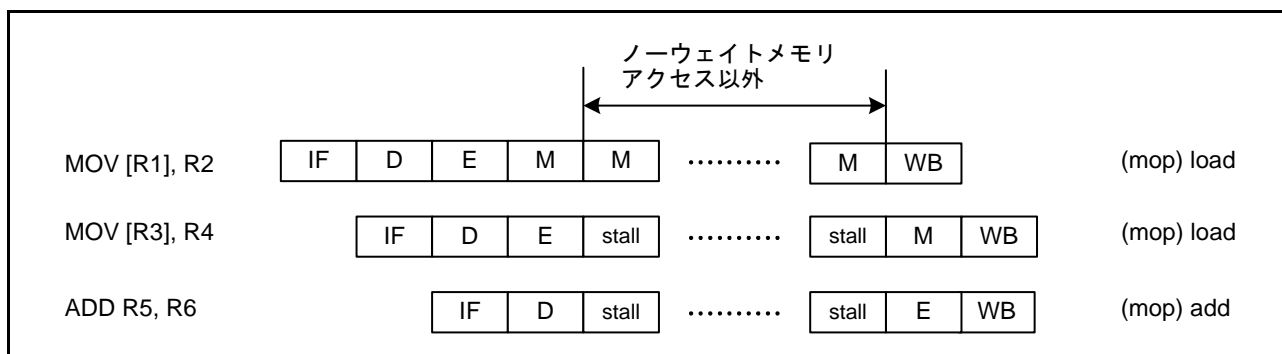 ノーウェイトメモリ
アクセス以外
MOV [R1], R2 IF D E M M ・・・・・・・・・・ M WB (mop) load
MOV [R3], R4 IF D E stall ・・・・・・・・・・ stall M WB (mop) load
ADD R5, R6 IF D stall ・・・・・・・・・・ stall E WB (mop) add